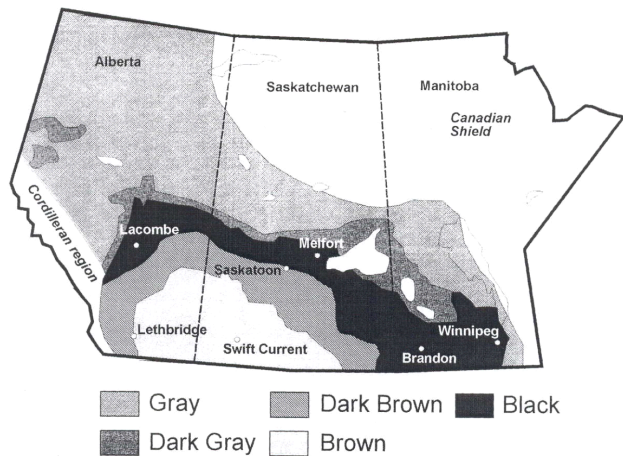 Alberta
Saskatchewan
Manitoba
Canadian
Shield
Cordilleran region
Lacombe
Melfort
Saskatoon
Lethbridge
Swift Current
Winnipeg
Brandon
Gray
Dark Brown
Black
Dark Gray
Brown